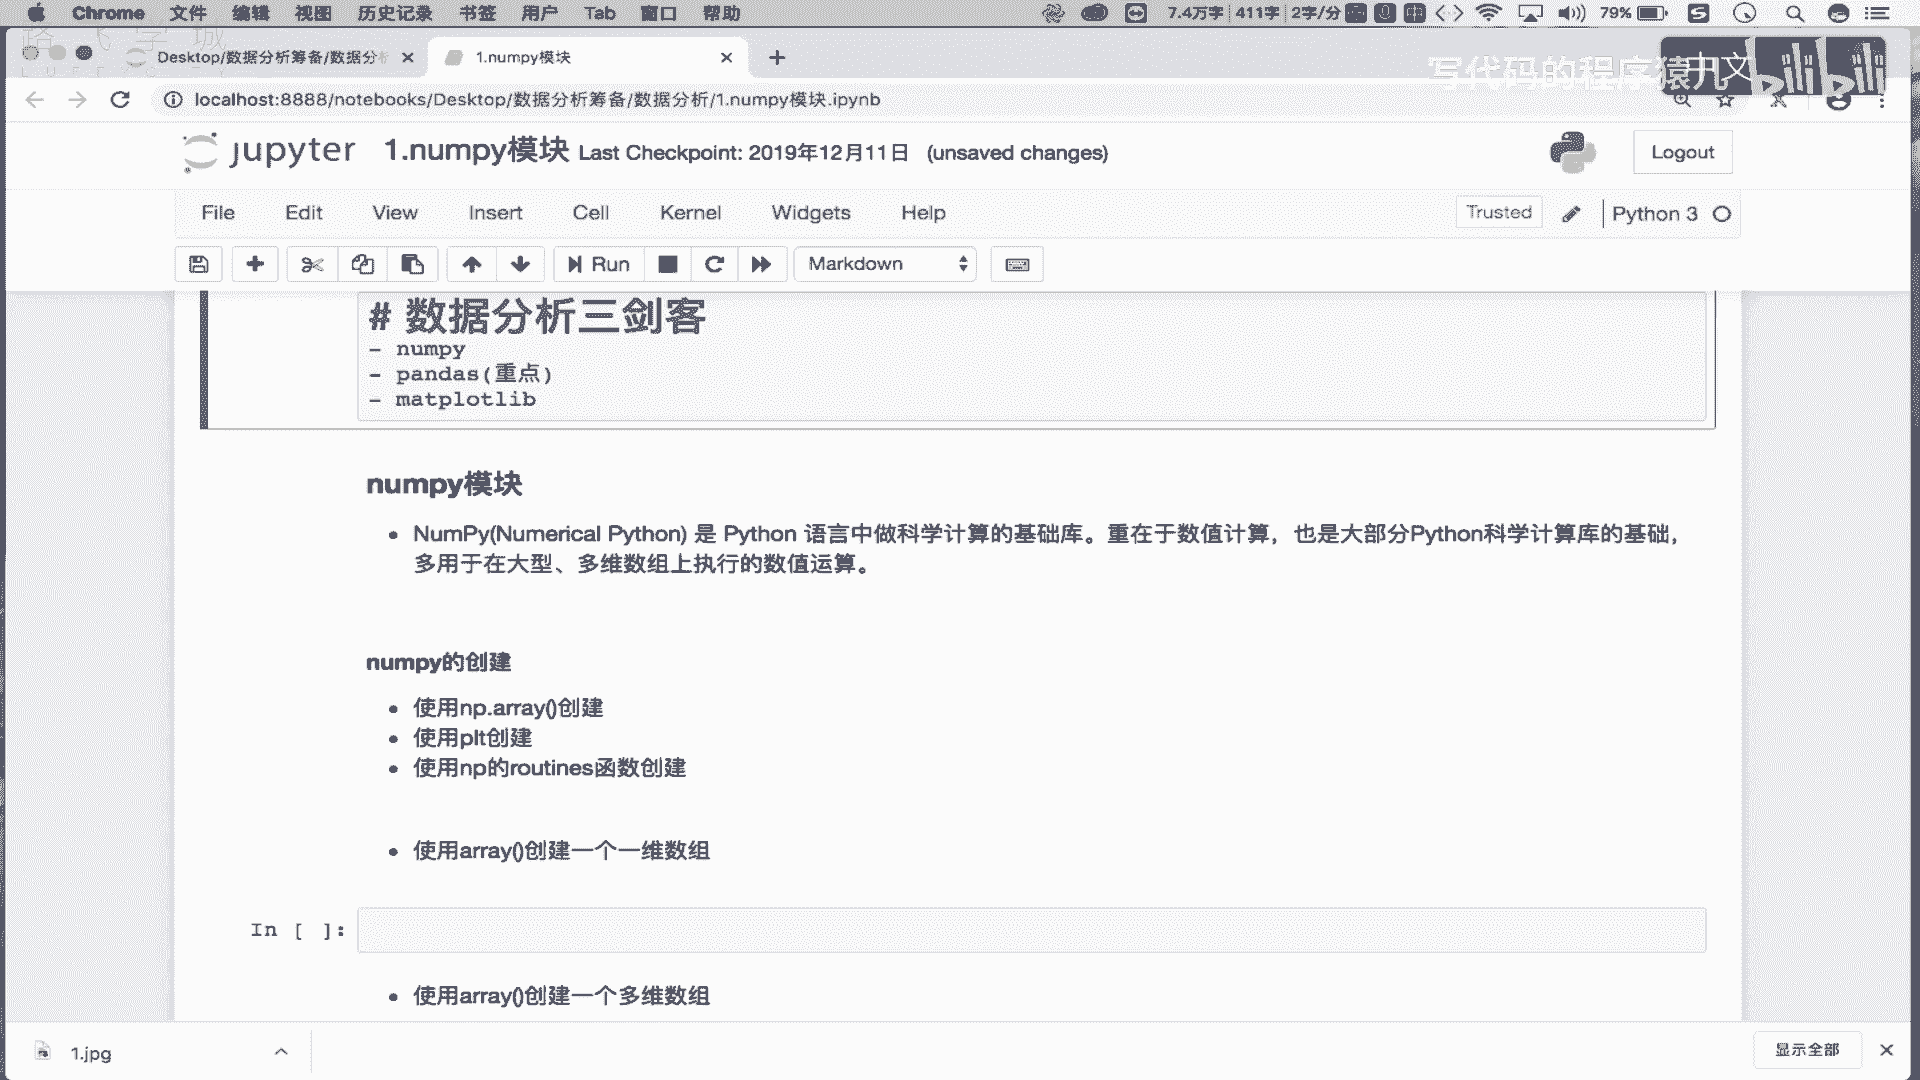 Chrome 文件 编辑 视图 历史记录 书签 用户 Tab 窗口 帮助 7.4万字 411字 2字/分 79%
路飞学城
Desktop/数据分析筹备/数据分析
1.numpy模块
写代码的程序猿九
中文
bilibili
localhost:8888/notebooks/Desktop/数据分析筹备/数据分析/1.numpy模块.ipynb
jupyter 1.numpy模块 Last Checkpoint: 2019年12月11日 (unsaved changes)
Logout
File Edit View Insert Cell Kernel Widgets Help
Trusted Python 3
Run Markdown
# 数据分析三剑客
- numpy
- pandas(重点)
- matplotlib
numpy模块
NumPy(Numerical Python) 是 Python 语言中做科学计算的基础库。重在于数值计算，也是大部分Python科学计算库的基础，
多用于在大型、多维数组上执行的数值运算。
numpy的创建
使用np.array()创建
使用plt创建
使用np的routines函数创建
使用array()创建一个一维数组
In [ ]:
使用array()创建一个多维数组
1.jpg
显示全部